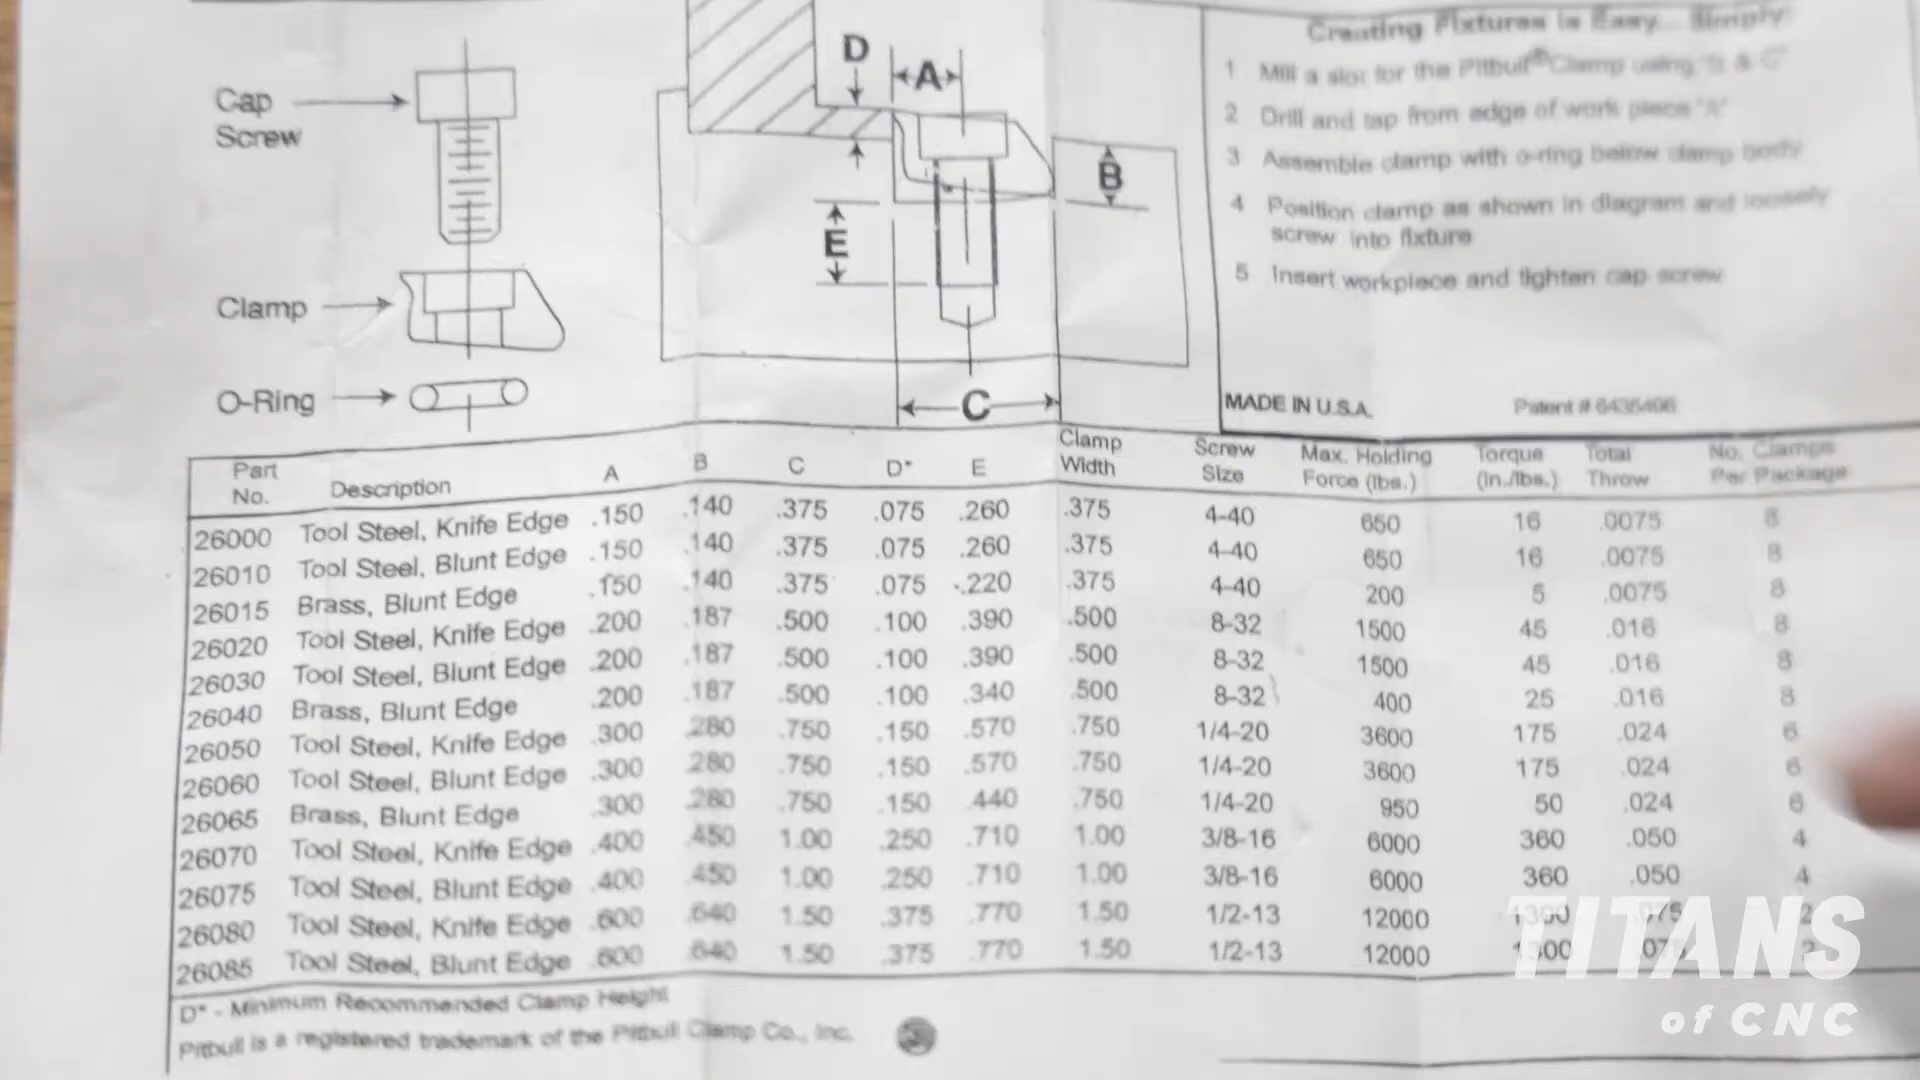 Creating Fixtures is Easy... Simply:
1 Mill a slot for the Pitbull® Clamp using "B & C"
2 Drill and tap from edge of work piece "A"
3 Assemble clamp with o-ring below clamp body
4 Position clamp as shown in diagram and loosely
screw into fixture
5 Insert workpiece and tighten cap screw
MADE IN U.S.A. Patent #
Cap
Screw
Clamp
O-Ring
D
A
B
E
C
Part No. Description A B C D* E Clamp Width Screw Size Max. Holding Force (lbs.) Torque (in./lbs.) Total Throw No. Clamps Per Package
26000 Tool Steel, Knife Edge .150 .140 .375 .075 .260 .375 4-40 650 16 .0075
26010 Tool Steel, Blunt Edge .150 .140 .375 .075 .260 .375 4-40 650 16 .0075 8
26015 Brass, Blunt Edge .150 .140 .375 .075 .220 .375 4-40 200 5 .0075 8
26020 Tool Steel, Knife Edge .200 .187 .500 .100 .390 .500 8-32 1500 45 .016 8
26030 Tool Steel, Blunt Edge .200 .187 .500 .100 .390 .500 8-32 1500 45 .016 8
26040 Brass, Blunt Edge .200 .187 .500 .100 .340 .500 8-32 400 25 .016 8
26050 Tool Steel, Knife Edge .300 .280 .750 .150 .570 .750 1/4-20 3600 175 .024 6
26060 Tool Steel, Blunt Edge .300 .280 .750 .150 .570 .750 1/4-20 3600 175 .024 6
26065 Brass, Blunt Edge .300 .280 .750 .150 .440 .750 1/4-20 950 50 .024 6
26070 Tool Steel, Knife Edge .400 .450 1.00 .250 .710 1.00 3/8-16 6000 360 .050 4
26075 Tool Steel, Blunt Edge .400 .450 1.00 .250 .710 1.00 3/8-16 6000 360 .050 4
26080 Tool Steel, Knife Edge .600 .640 1.50 .375 .770 1.50 1/2-13 12000 1300 .075 2
26085 Tool Steel, Blunt Edge .600 .640 1.50 .375 .770 1.50 1/2-13 12000 1300 .075 2
D* - Minimum Recommended Clamp Height
Pitbull is a registered trademark of the Pitbull Clamp Co., Inc.
TITANS
of CNC